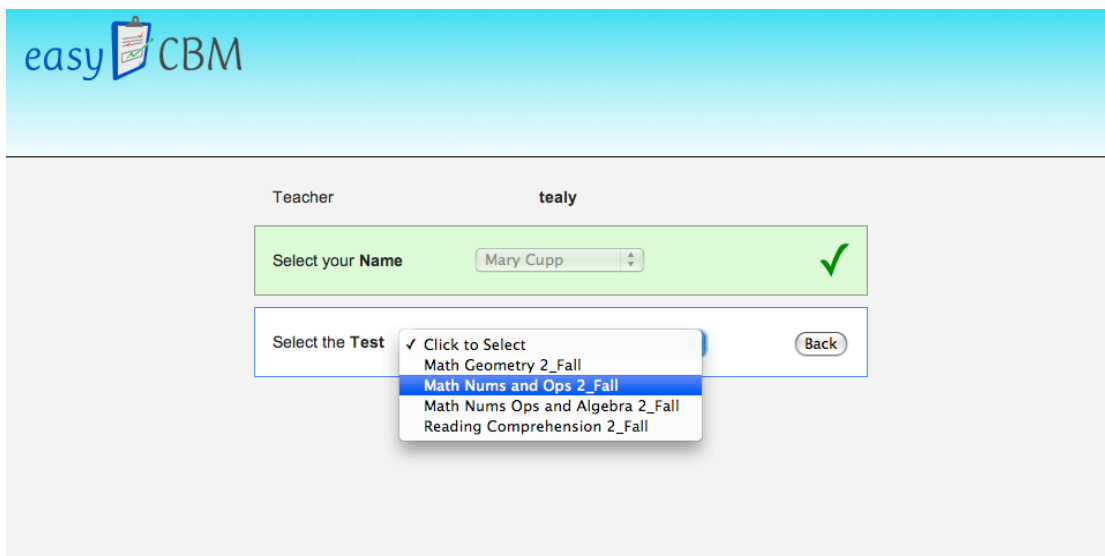 easy CBM
Teacher tealy
Select your Name Mary Cupp
Select the Test ✓ Click to Select Back
Math Geometry 2_Fall
Math Nums and Ops 2_Fall
Math Nums Ops and Algebra 2_Fall
Reading Comprehension 2_Fall